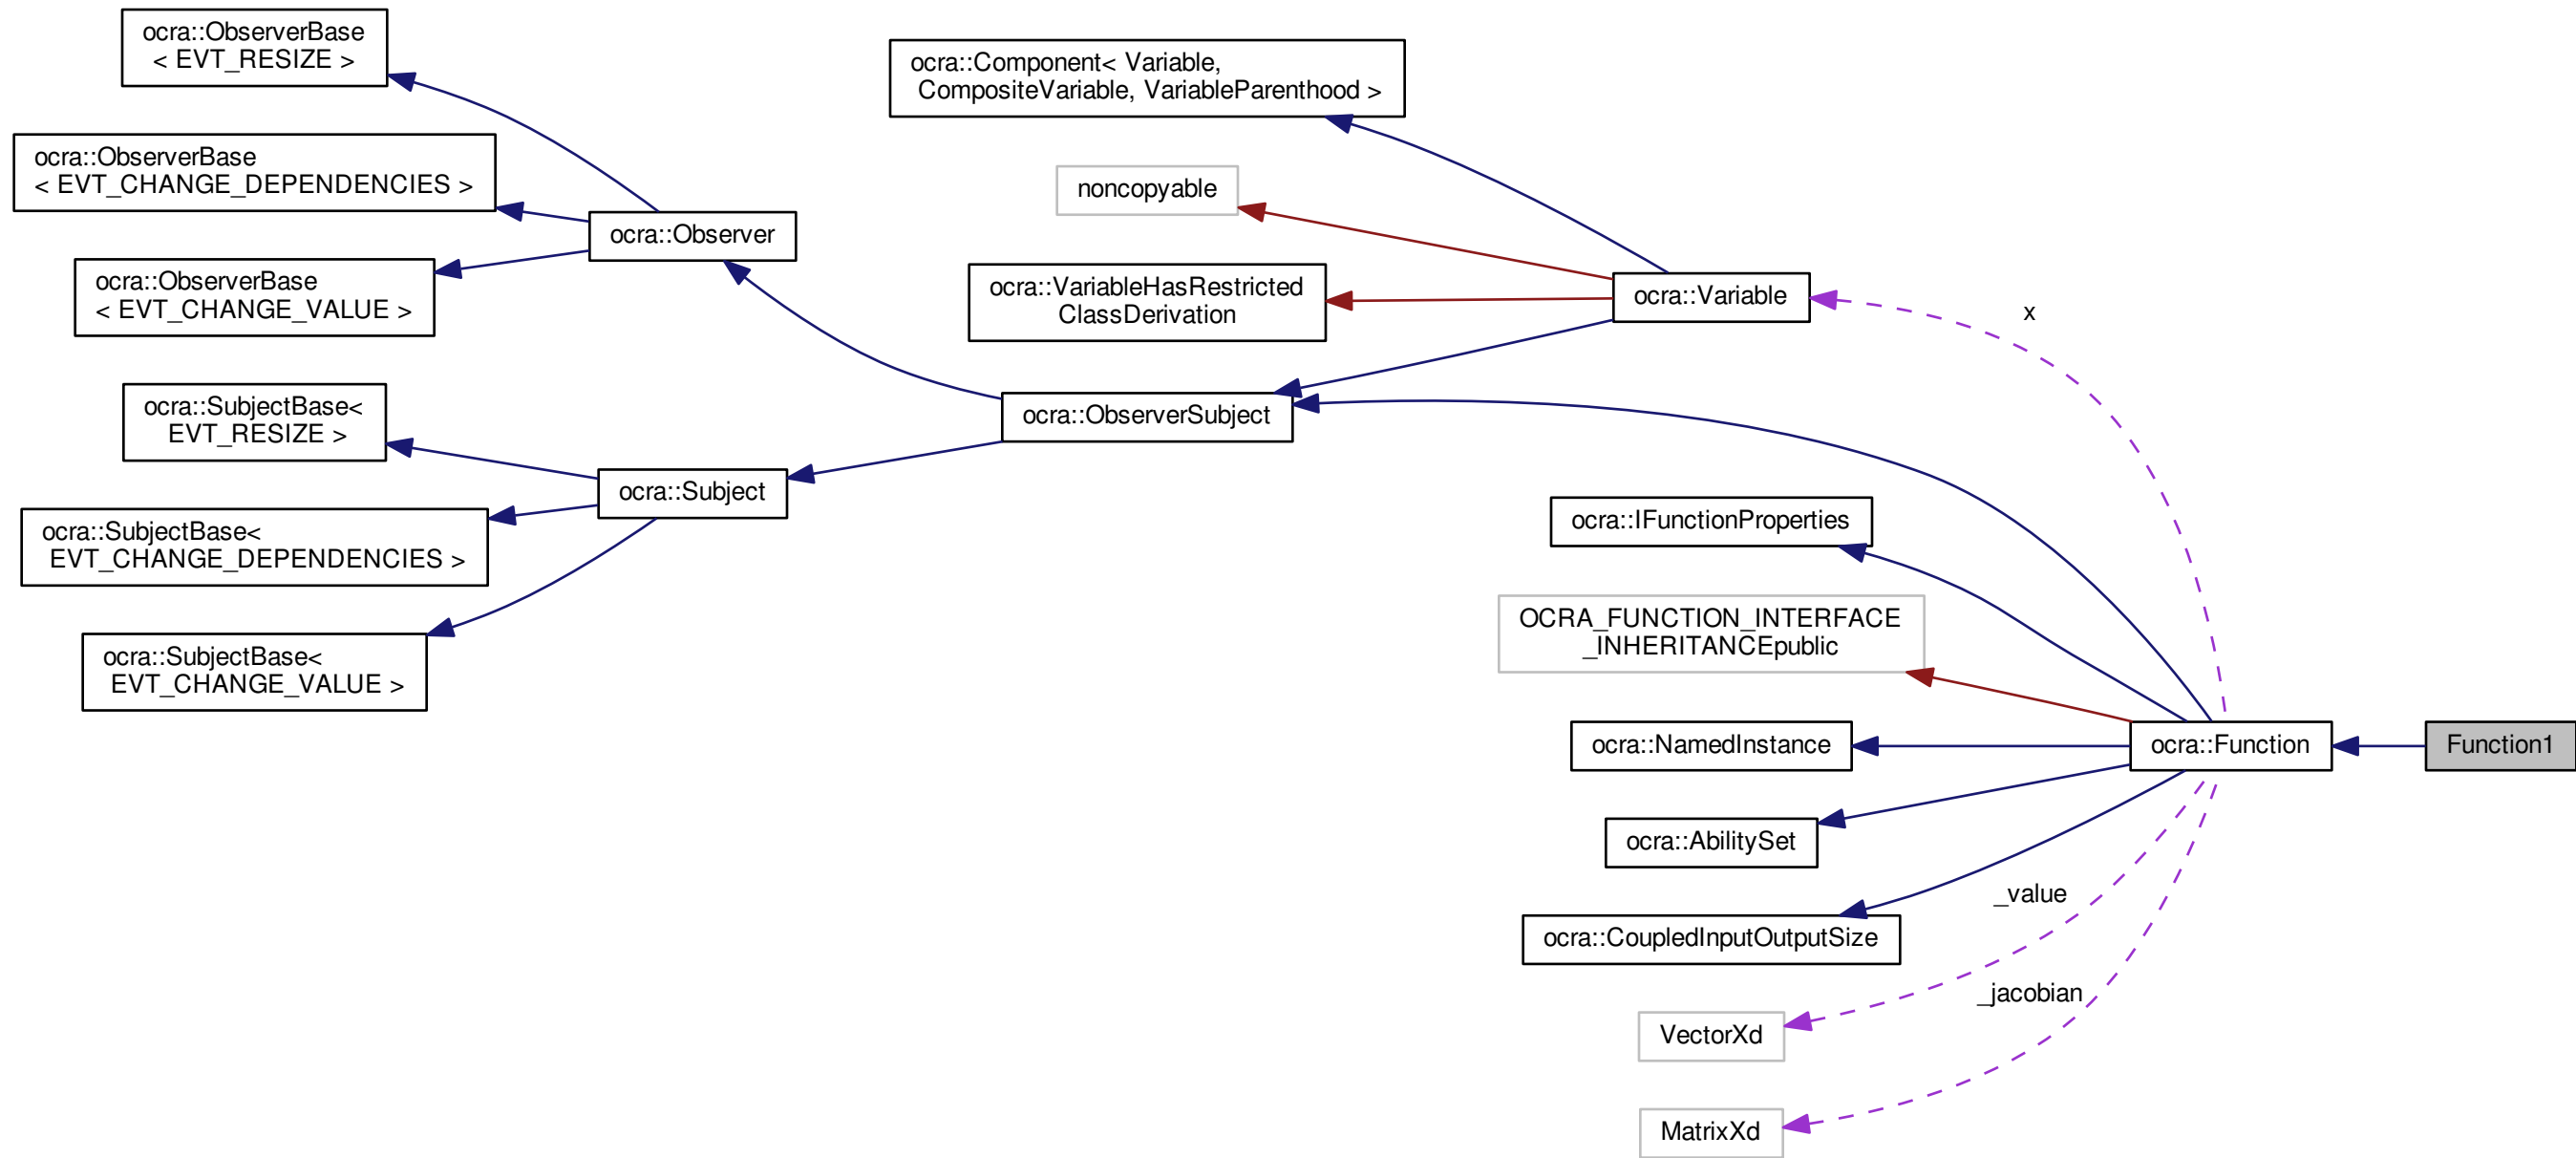 ocra::ObserverBase
< EVT_RESIZE >
ocra::ObserverBase
< EVT_CHANGE_DEPENDENCIES >
ocra::ObserverBase
< EVT_CHANGE_VALUE >
ocra::SubjectBase<
EVT_RESIZE >
ocra::SubjectBase<
EVT_CHANGE_DEPENDENCIES >
ocra::SubjectBase<
EVT_CHANGE_VALUE >
ocra::Observer
ocra::Subject
ocra::Component< Variable,
CompositeVariable, VariableParenthood >
noncopyable
ocra::VariableHasRestricted
ClassDerivation
ocra::ObserverSubject
ocra::Variable
x
ocra::IFunctionProperties
OCRA_FUNCTION_INTERFACE
_INHERITANCEpublic
ocra::NamedInstance
ocra::AbilitySet
ocra::CoupledInputOutputSize
VectorXd
MatrixXd
_value
_jacobian
ocra::Function
Function1